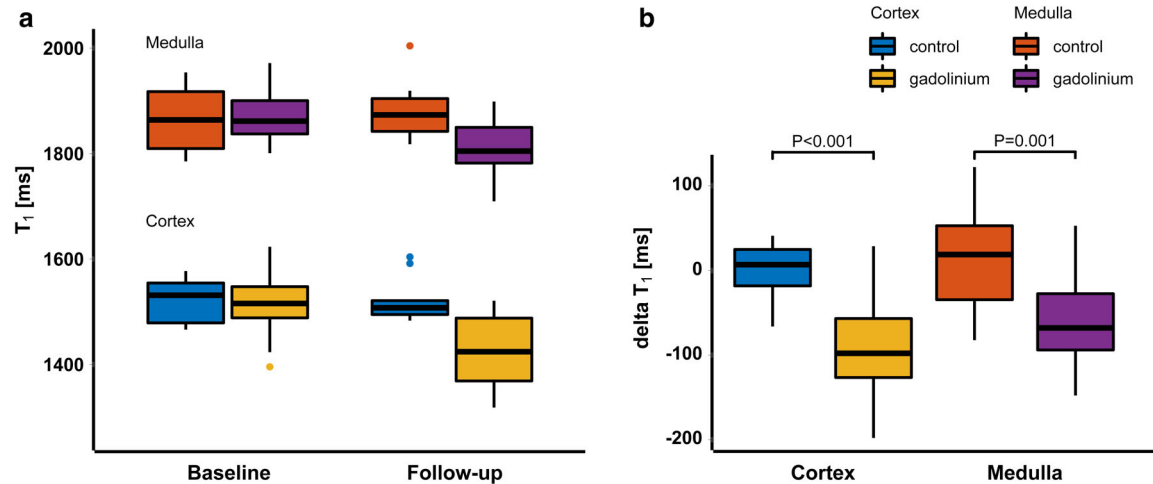 a
2000
1800
1600
1400
T₁ [ms]
Medulla
Cortex
Baseline Follow-up
b
Cortex Medulla
control control
gadolinium gadolinium
P<0.001 P=0.001
100
0
-100
-200
delta T₁ [ms]
Cortex Medulla